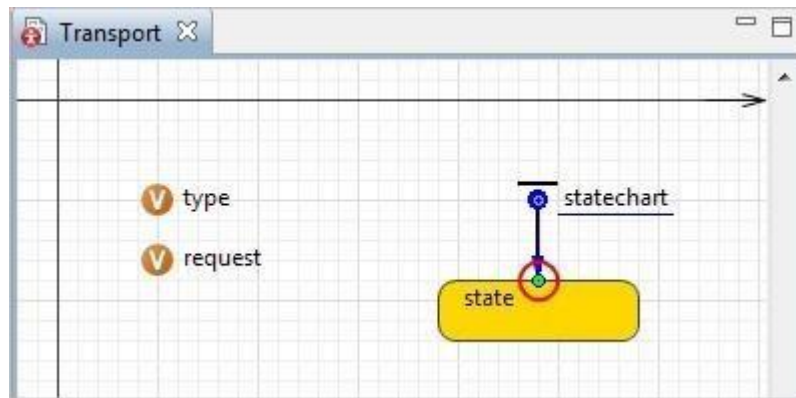 Transport
V type
statechart
V request
state